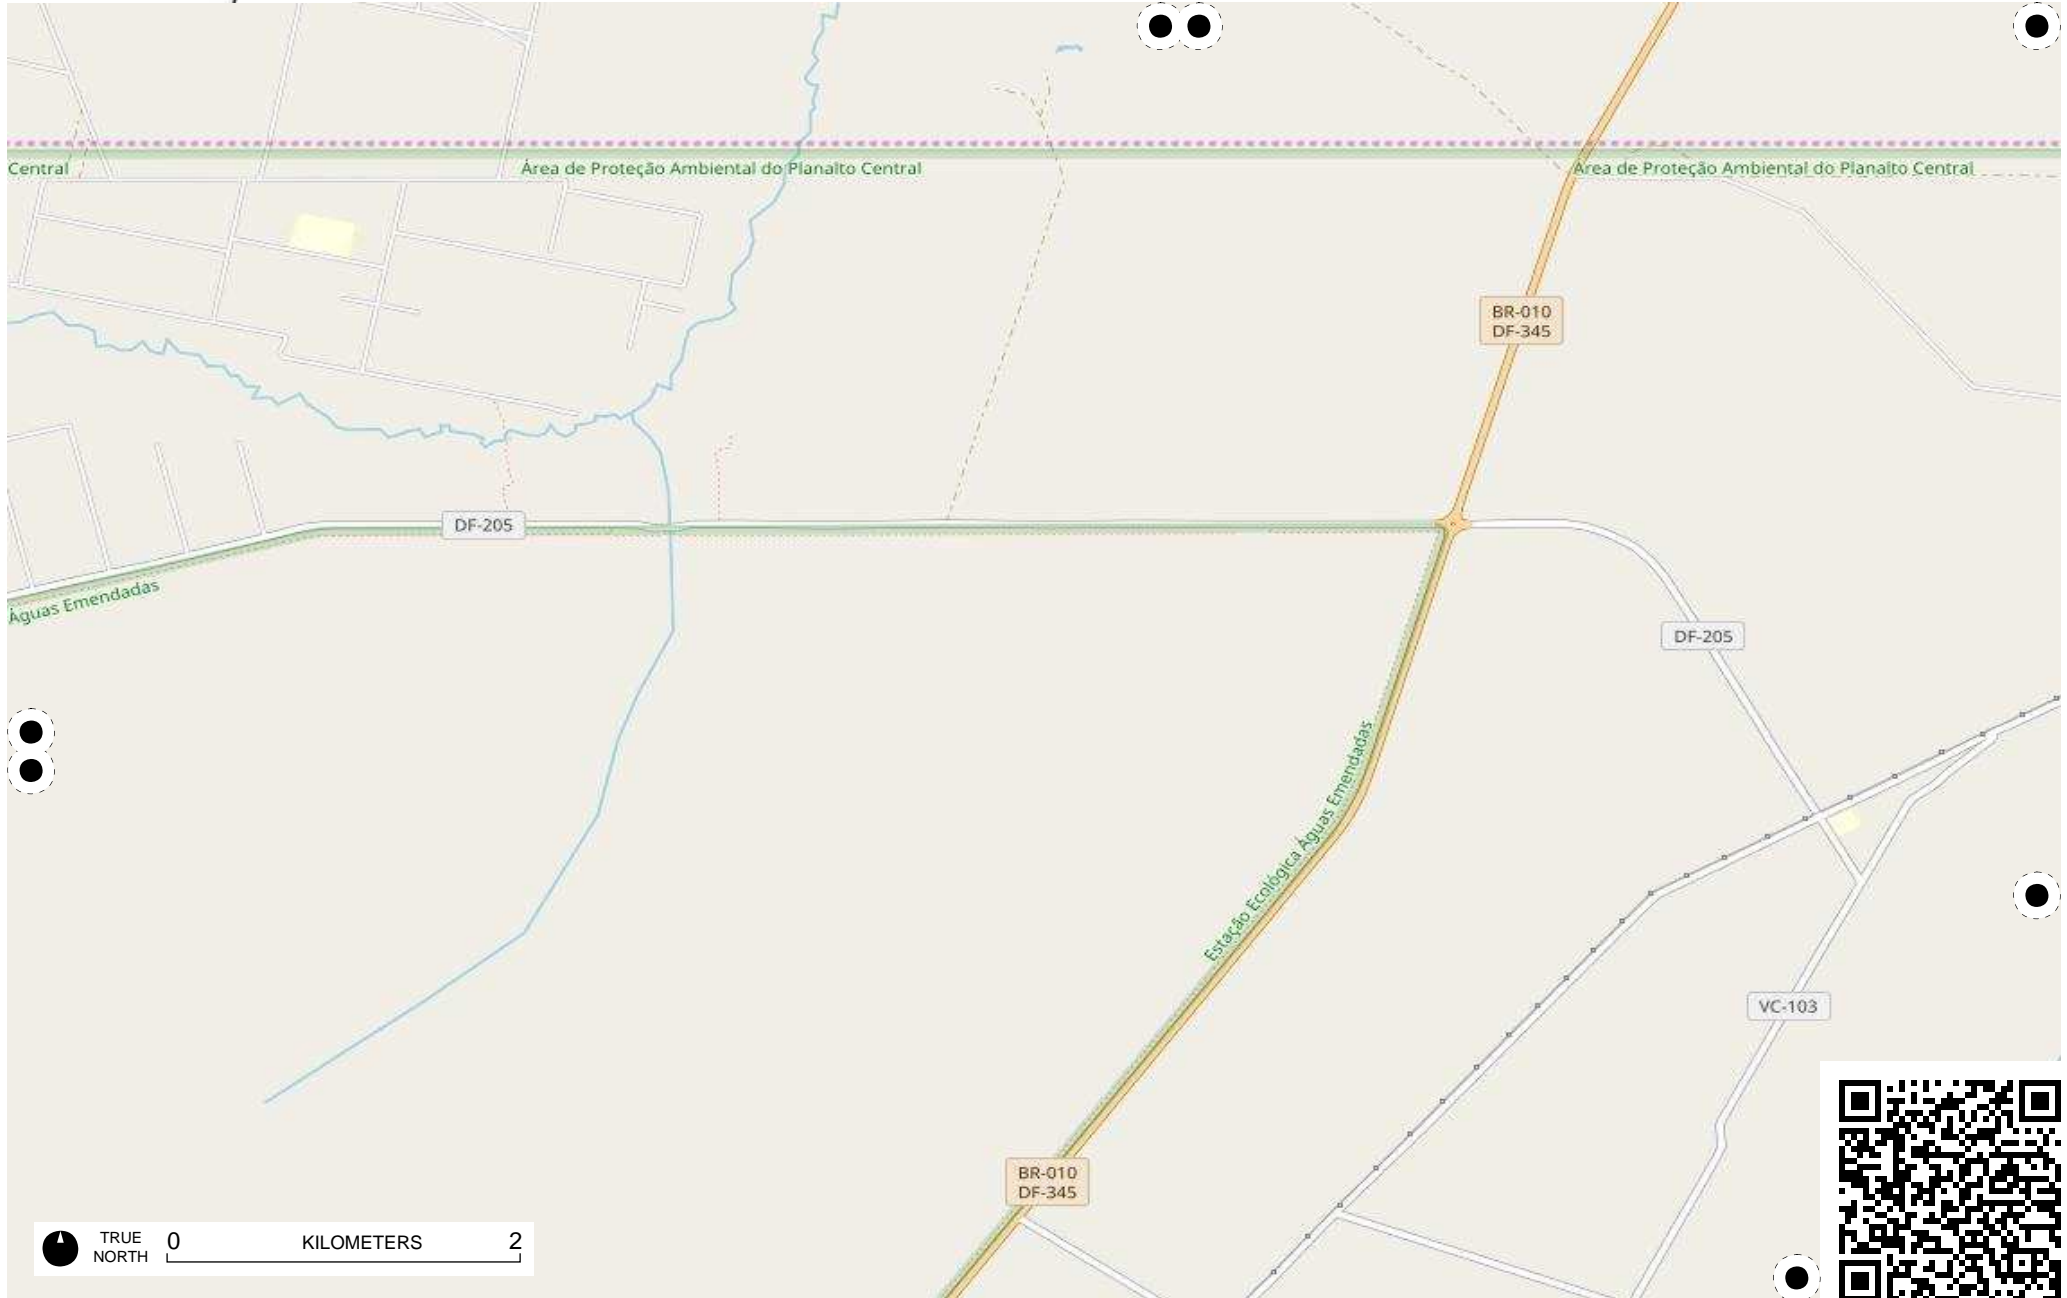 Central
Área de Proteção Ambiental do Planalto Central
Área de Proteção Ambiental do Planalto Central
BR-010
DF-345
DF-205
Águas Emendadas
DF-205
Estação Ecológica Águas Emendadas
VC-103
BR-010
DF-345
TRUE
NORTH
0 KILOMETERS 2